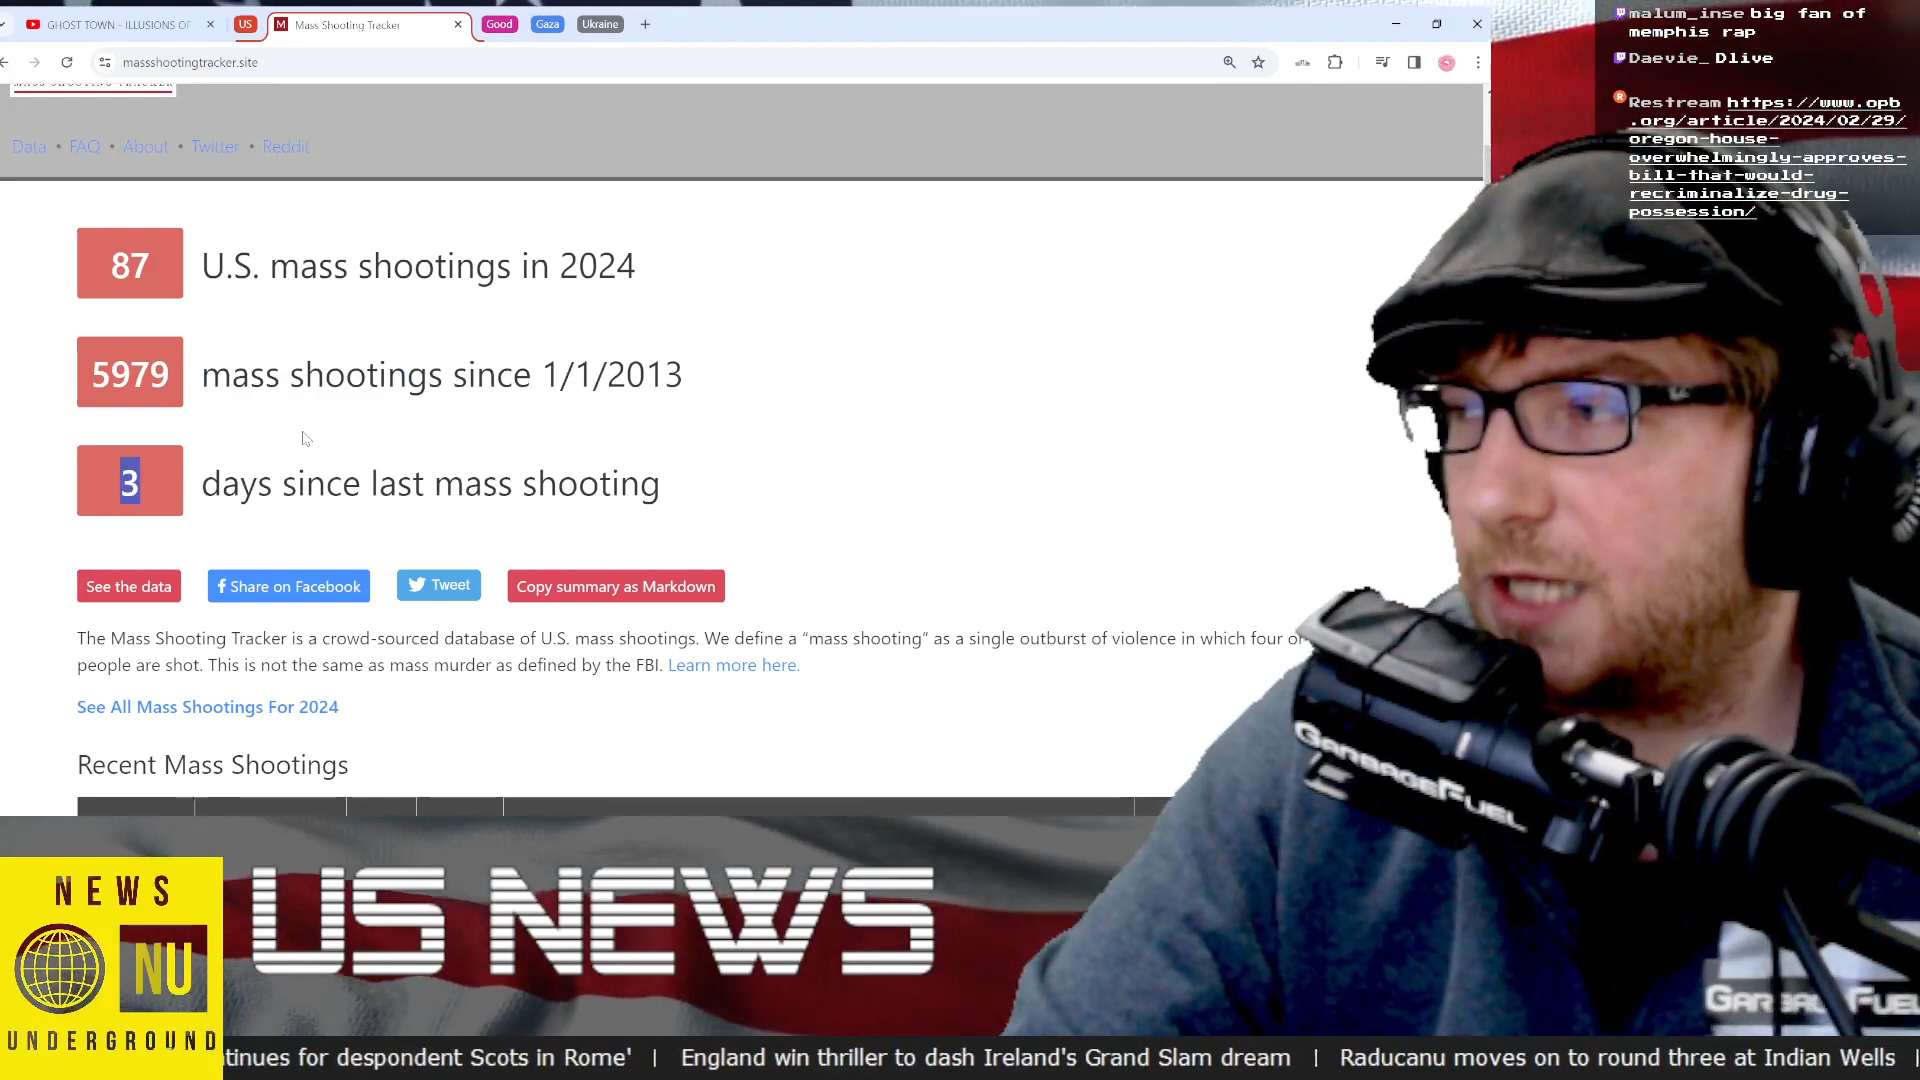 GHOST TOWN - ILLUSIONS OF
US
Mass Shooting Tracker
Good
Gaza
Ukraine
massshootingtracker.site
Data • FAQ • About • Twitter • Reddit
87 U.S. mass shootings in 2024
5979 mass shootings since 1/1/2013
3 days since last mass shooting
See the data
Share on Facebook
Tweet
Copy summary as Markdown
The Mass Shooting Tracker is a crowd-sourced database of U.S. mass shootings. We define a “mass shooting” as a single outburst of violence in which four
people are shot. This is not the same as mass murder as defined by the FBI. Learn more here.
See All Mass Shootings For 2024
Recent Mass Shootings
malum_inse big fan of
memphis rap
Daevie_ Dlive
Restream https://www.opb
.org/article/2024/02/29/
oregon-house-
overwhelmingly-approves-
bill-that-would-
recriminalize-drug-
possession/
GARBAGEFUEL
NEWS
NU
UNDERGROUND
US NEWS
tinues for despondent Scots in Rome' | England win thriller to dash Ireland's Grand Slam dream | Raducanu moves on to round three at Indian Wells |